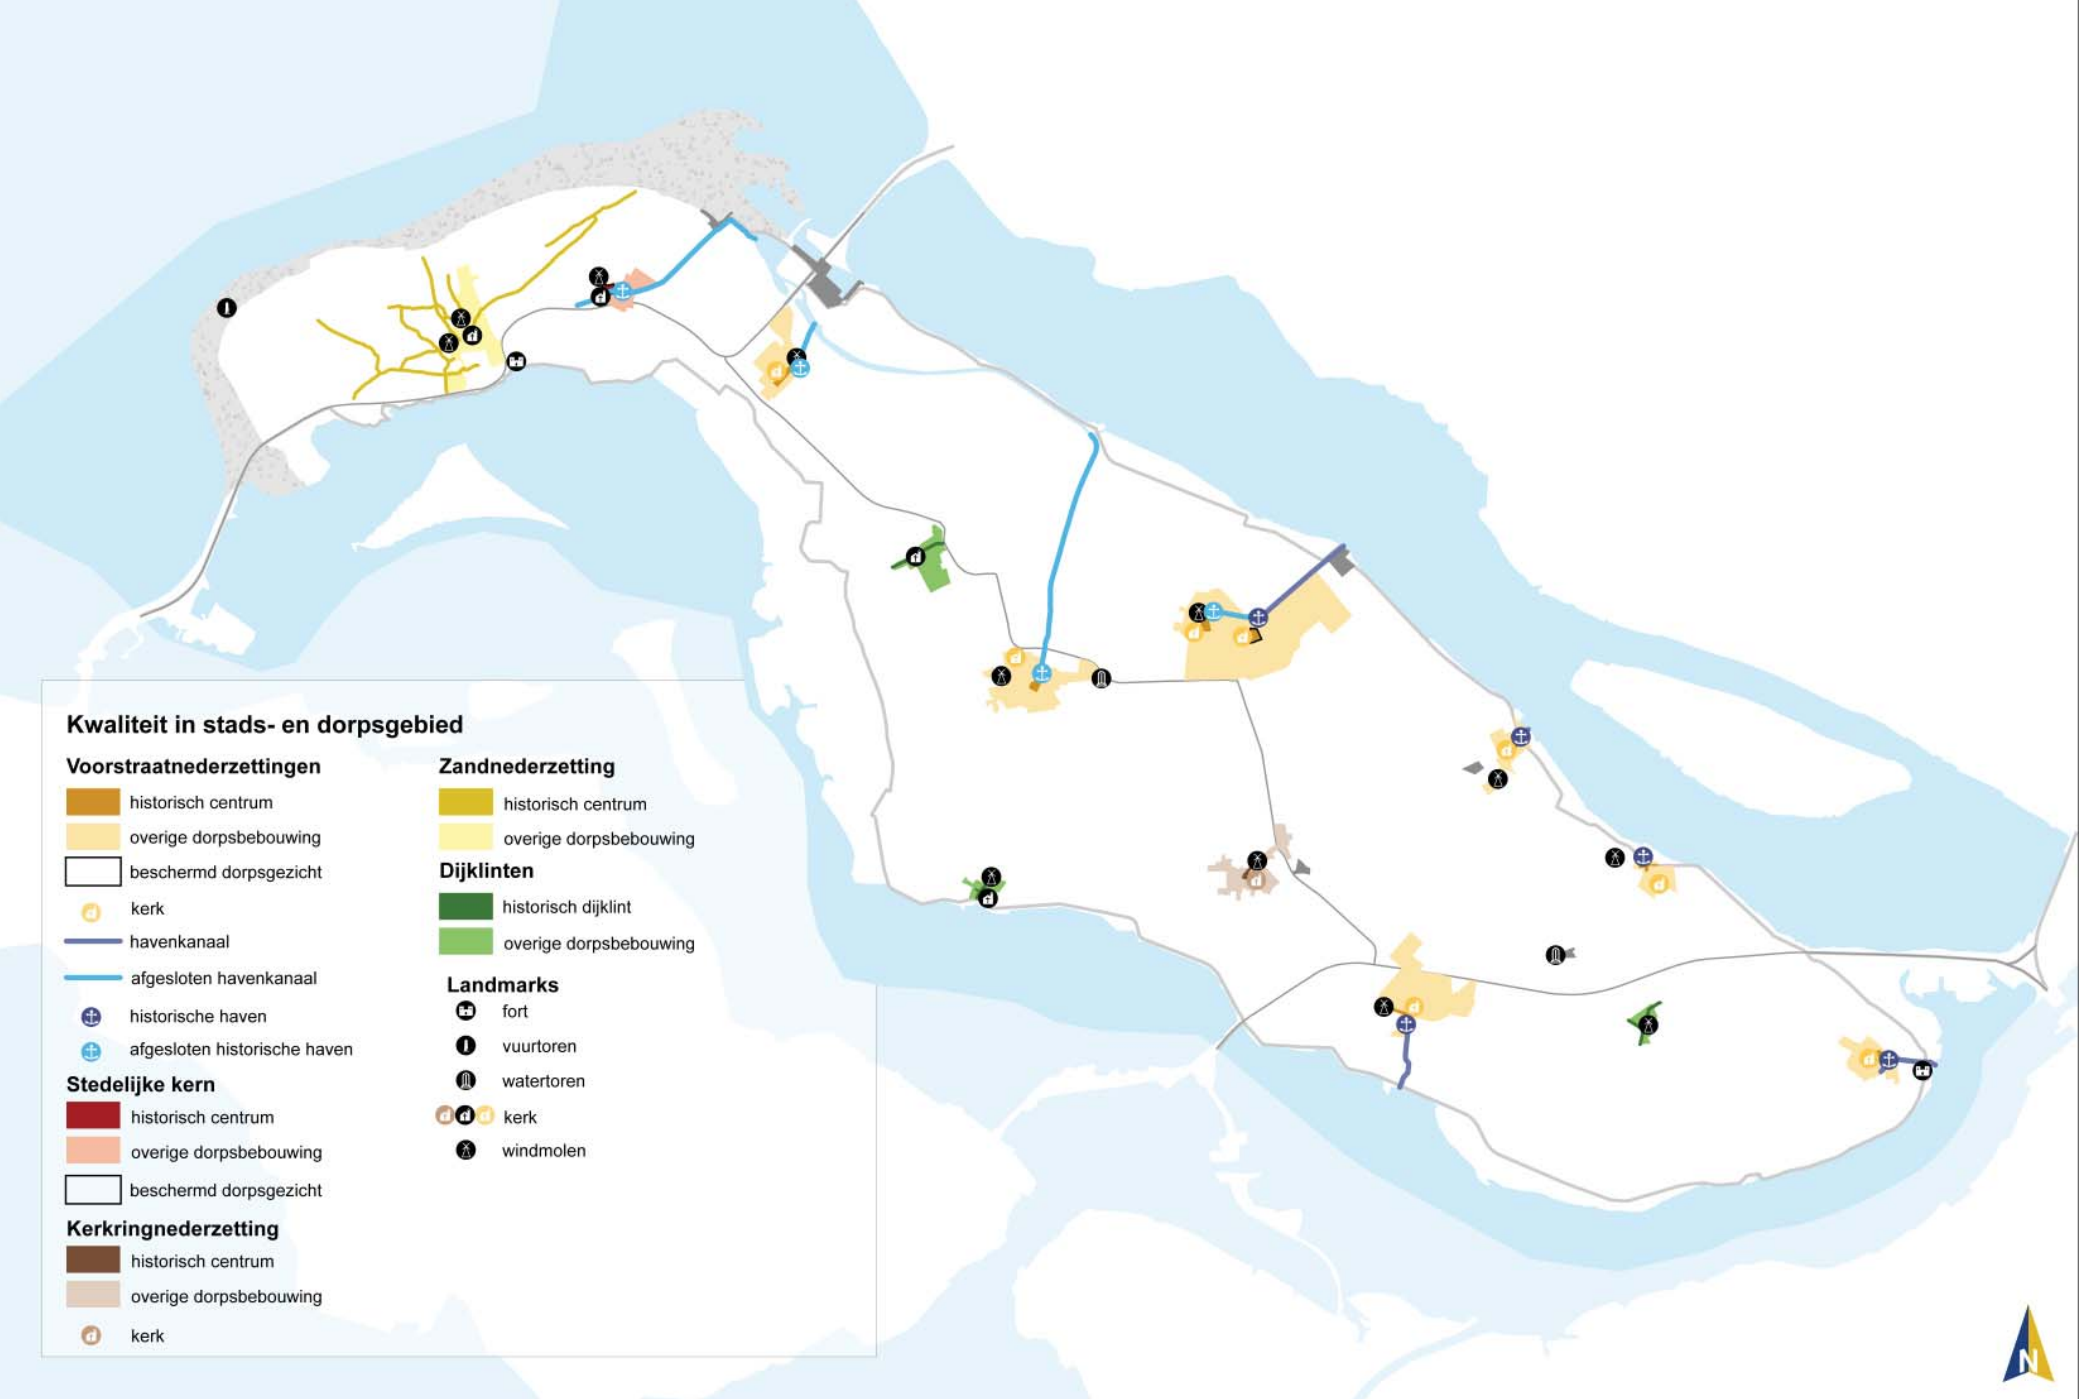 Kwaliteit in stads- en dorpsgebied
Voorstraatnederzettingen
historisch centrum
overige dorpsbebouwing
beschermd dorpsgezicht
kerk
havenkanaal
afgesloten havenkanaal
historische haven
afgesloten historische haven
Stedelijke kern
historisch centrum
overige dorpsbebouwing
beschermd dorpsgezicht
Kerkringnederzetting
historisch centrum
overige dorpsbebouwing
kerk
Zandnederzetting
historisch centrum
overige dorpsbebouwing
Dijklinten
historisch dijklint
overige dorpsbebouwing
Landmarks
fort
vuurtoren
watertoren
kerk
windmolen
N